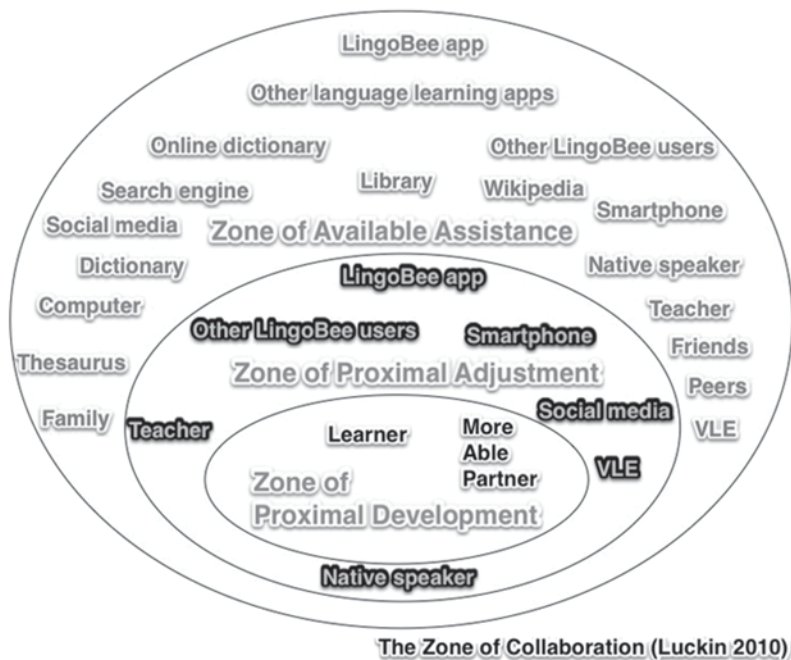 LingoBee app
Other language learning apps
Online dictionary
Other LingoBee users
Library
Search engine
Wikipedia
Smartphone
Social media
Zone of Available Assistance
Dictionary
Native speaker
LingoBee app
Computer
Teacher
Other LingoBee users
Smartphone
Friends
Thesaurus
Zone of Proximal Adjustment
Peers
Family
Social media
Teacher
Learner
More
Able
Partner
VLE
VLE
Zone of
Proximal Development
Native speaker
The Zone of Collaboration (Luckin 2010)